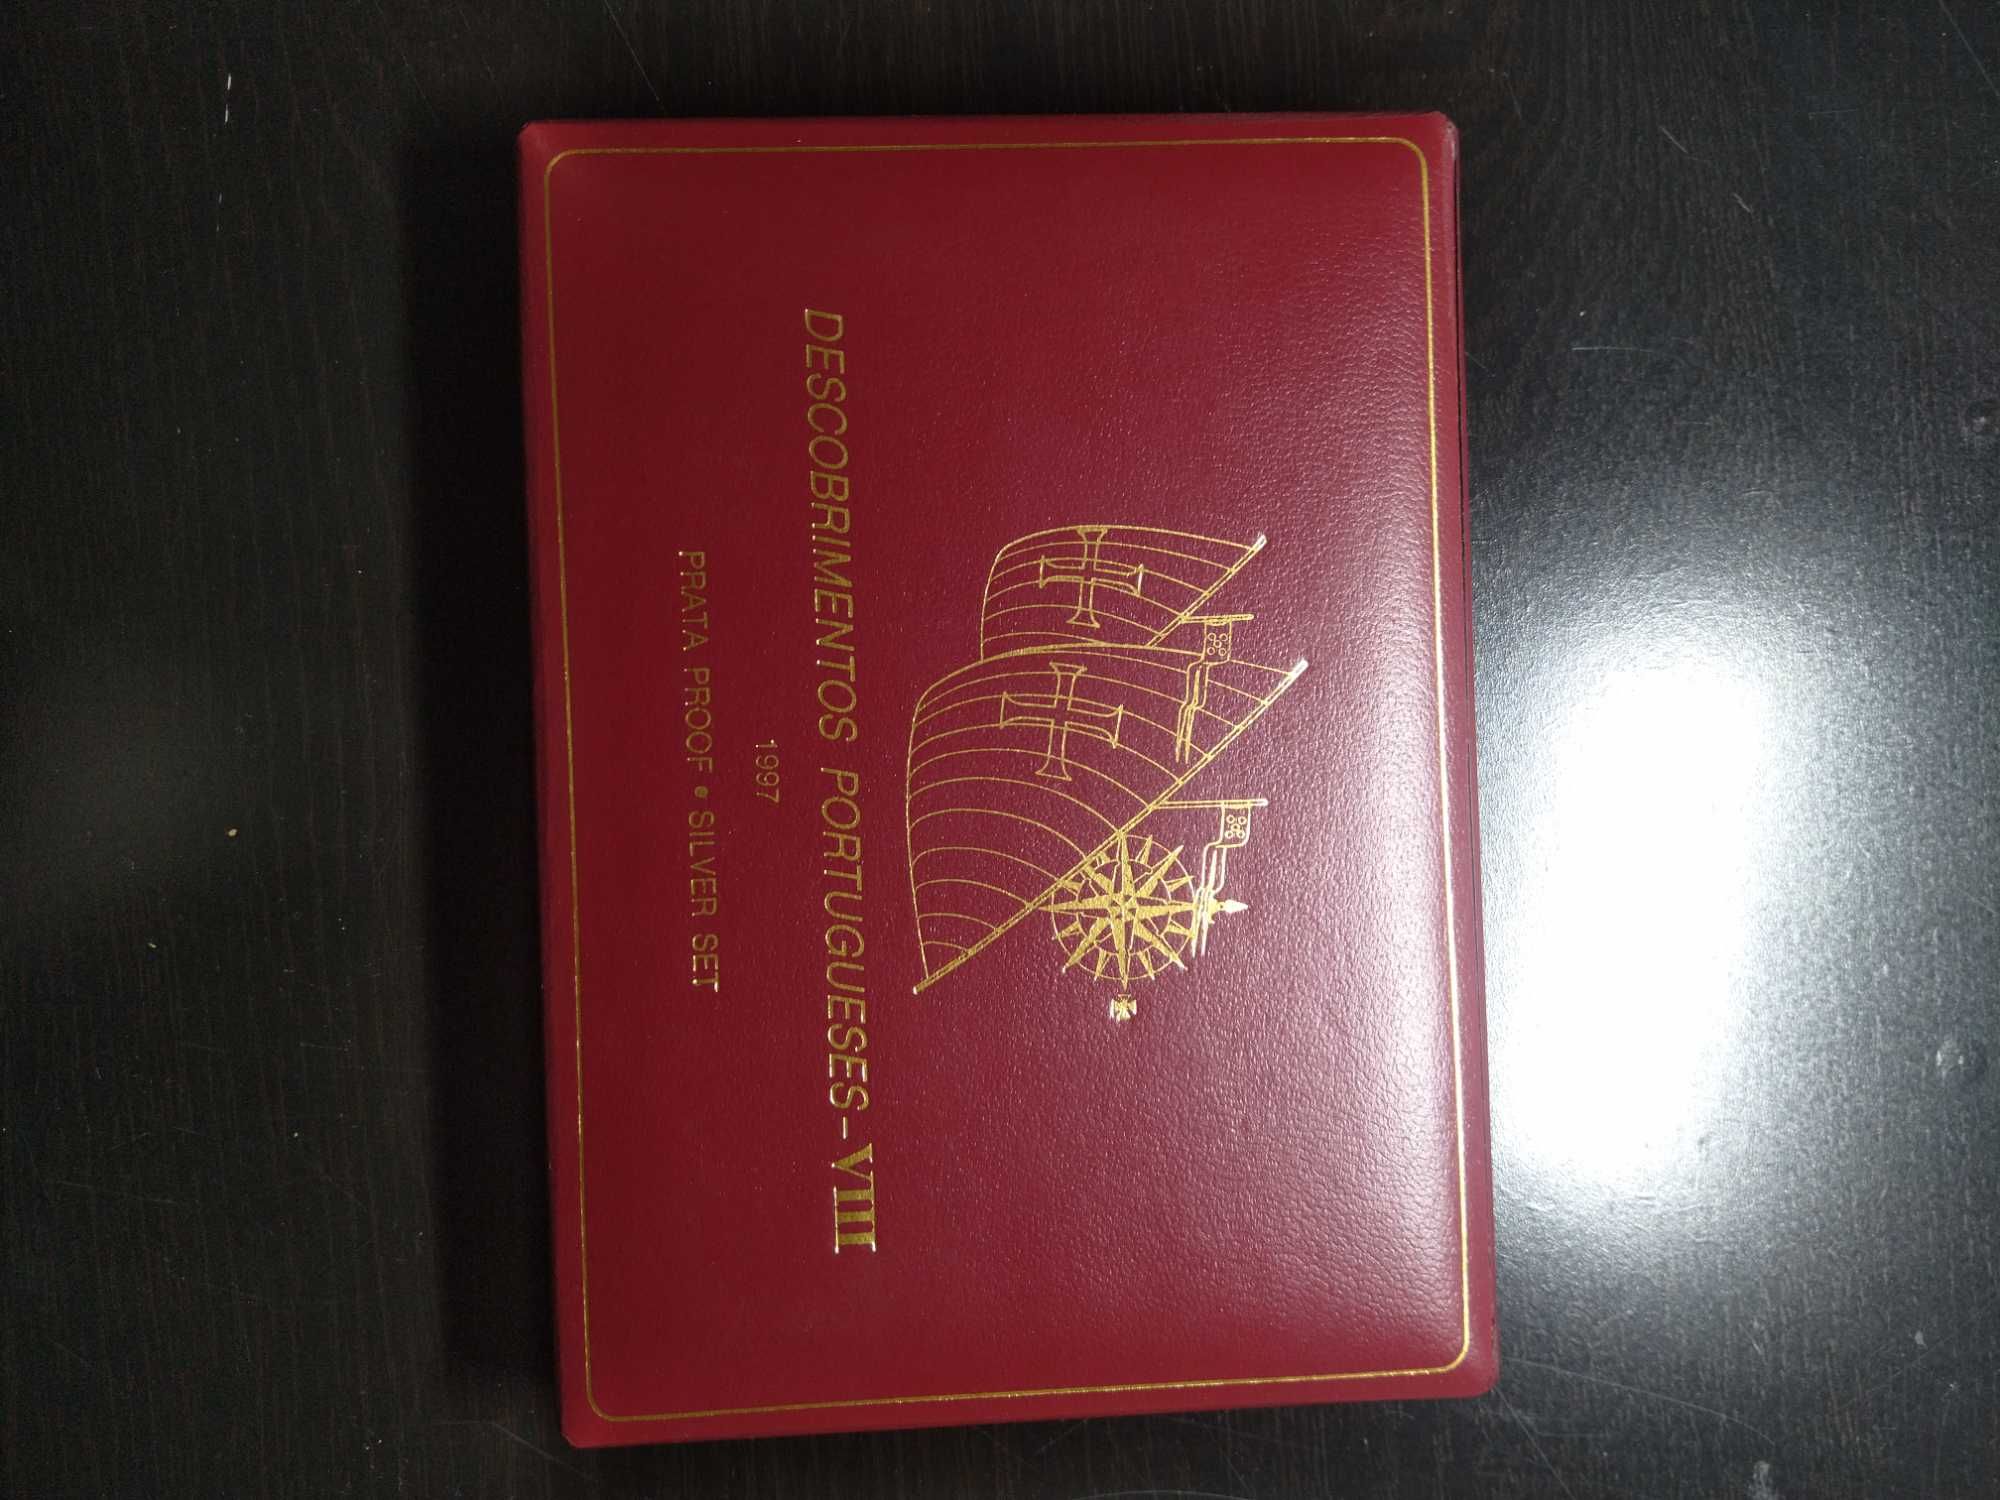 DESCOBRIMENTOS PORTUGUESES-VIII
1997
PRATA PROOF • SILVER SET